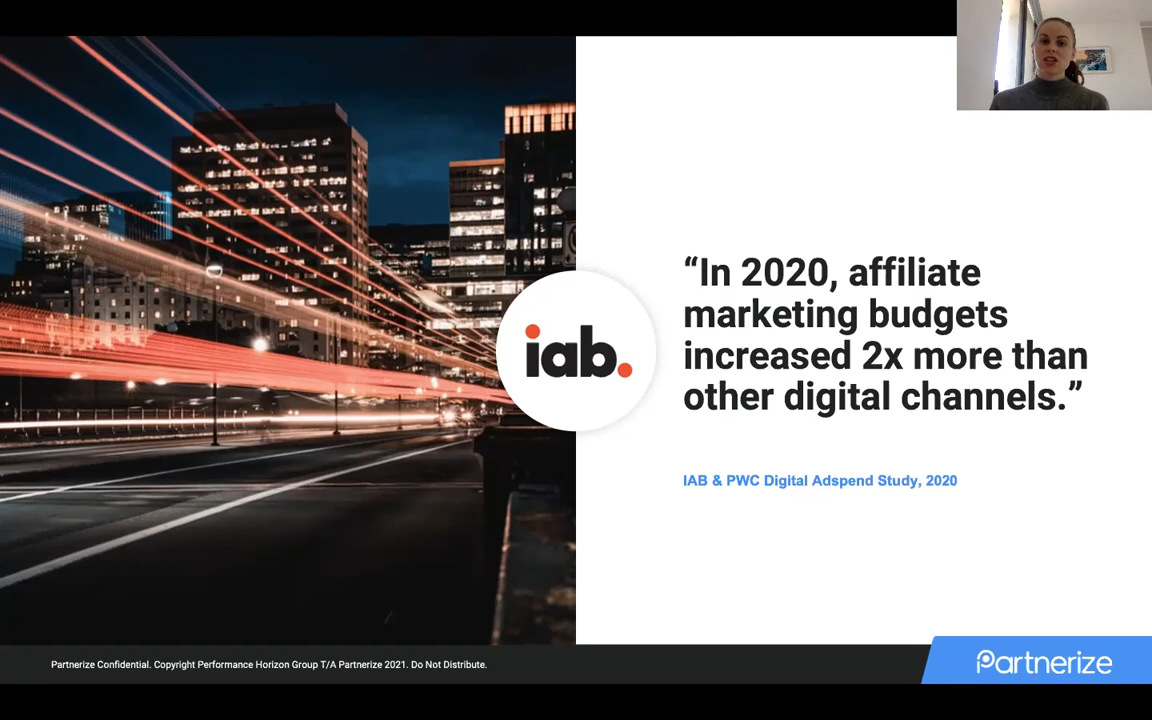 iab.
“In 2020, affiliate
marketing budgets
increased 2x more than
other digital channels.”
IAB & PWC Digital Adspend Study, 2020
Partnerize Confidential. Copyright Performance Horizon Group T/A Partnerize 2021. Do Not Distribute.
Partnerize